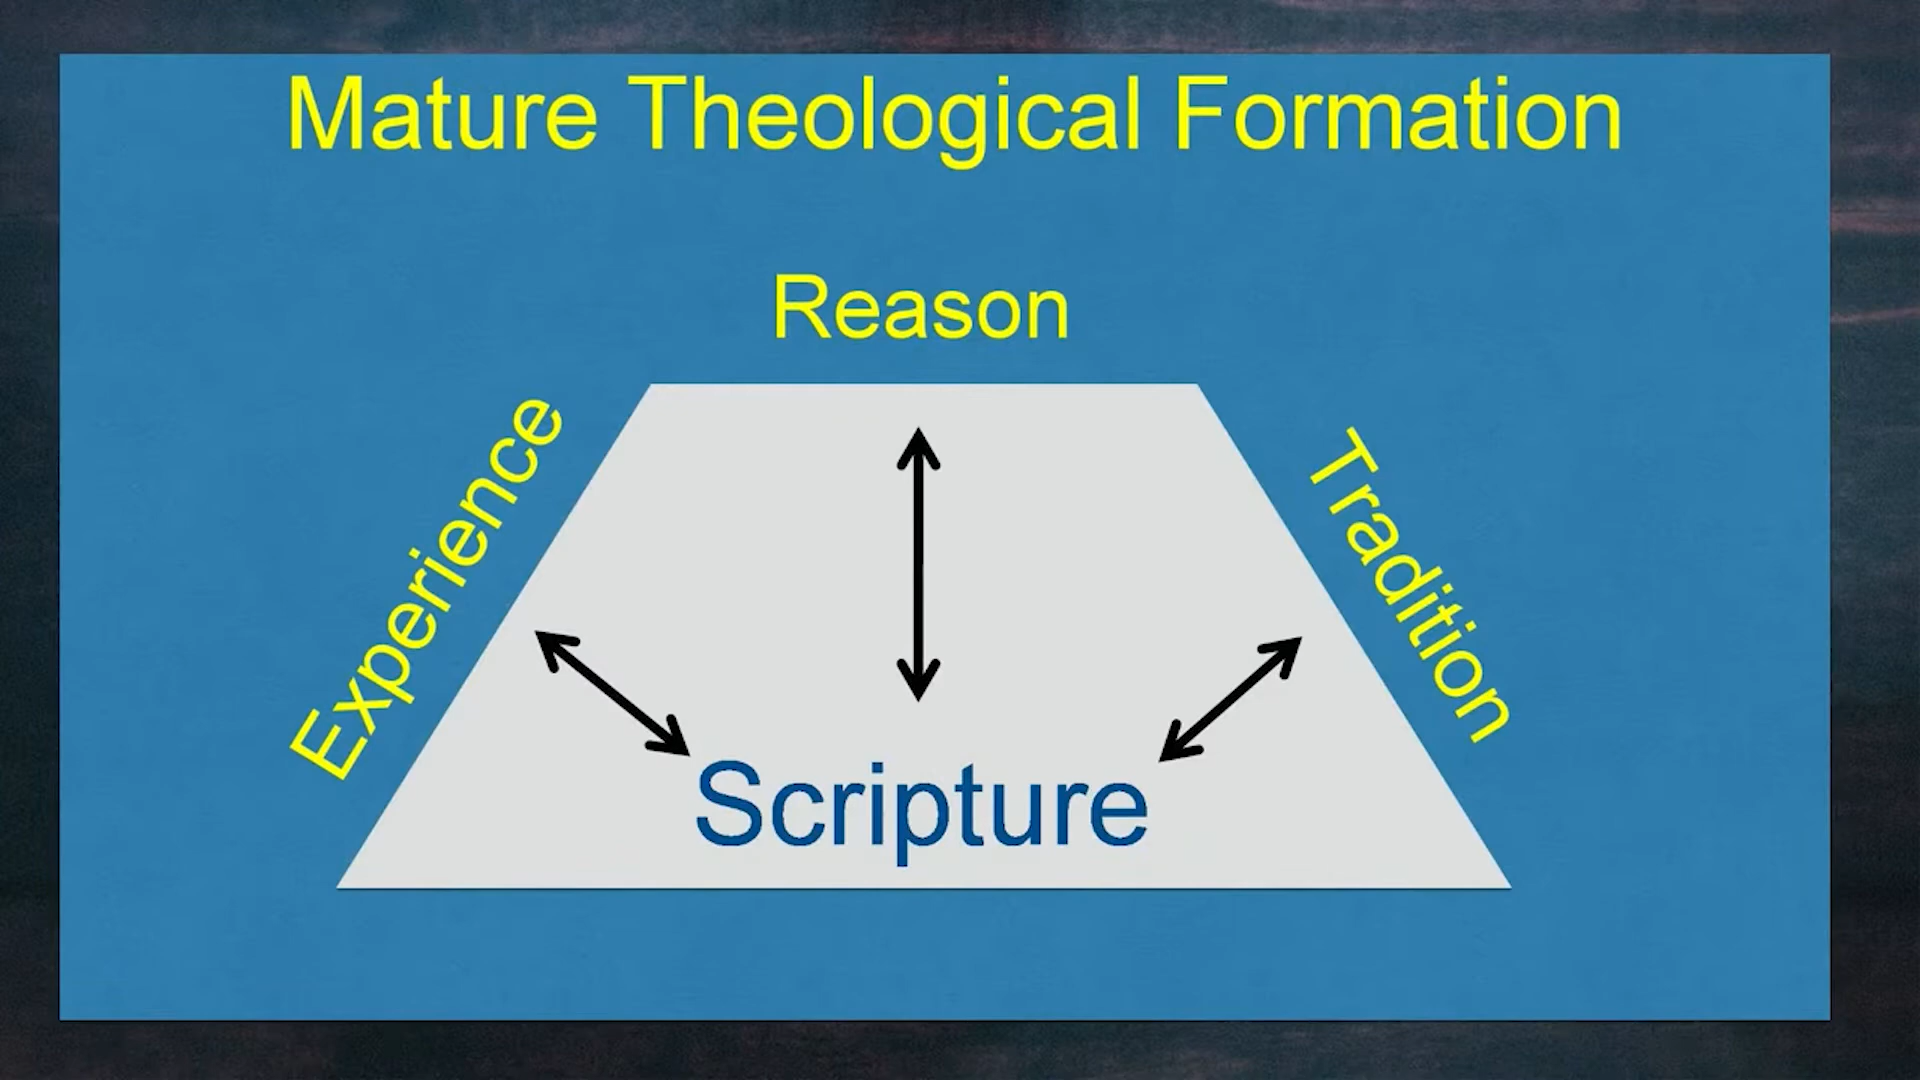 Mature Theological Formation
Reason
Experience
Tradition
Scripture